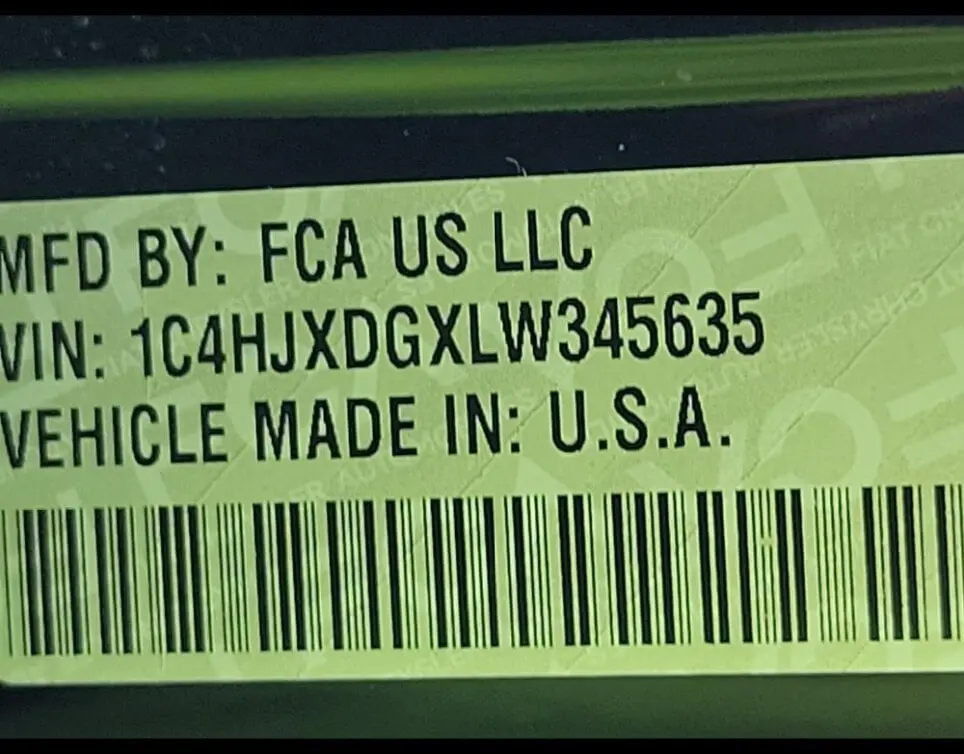 MFD BY: FCA US LLC
VIN: 1C4HJXDGXLW345635
VEHICLE MADE IN: U.S.A.